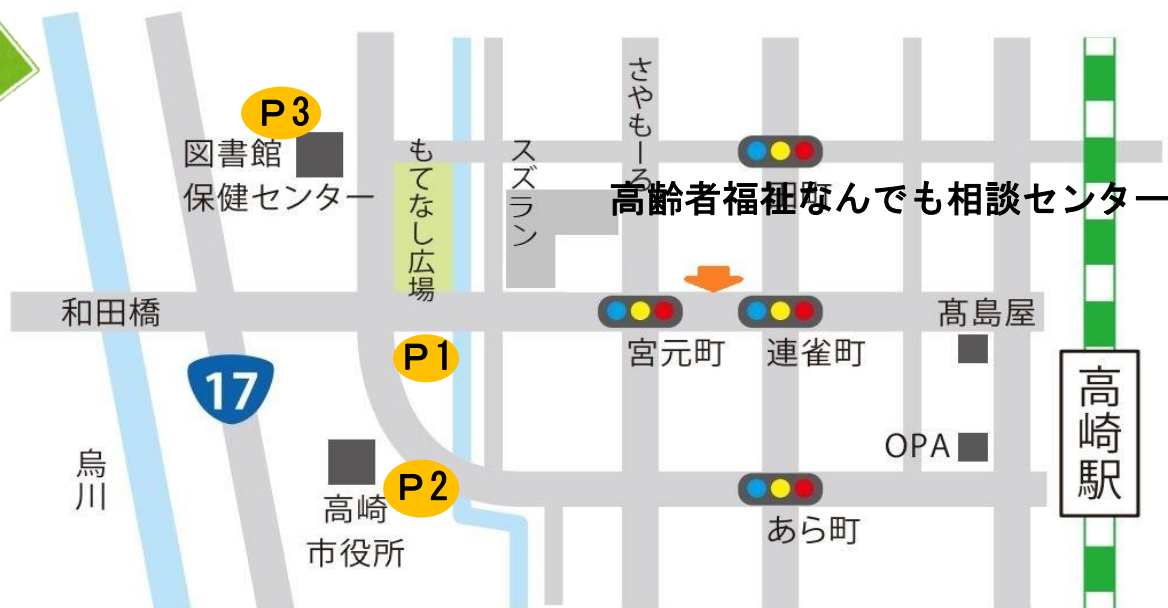 P3
図書館
保健センター
もてなし広場
スズラン
さやもーる
高齢者福祉なんでも相談センター
和田橋
高島屋
P1
宮元町
連雀町
17
高崎駅
烏川
OPA
P2
高崎
市役所
あら町